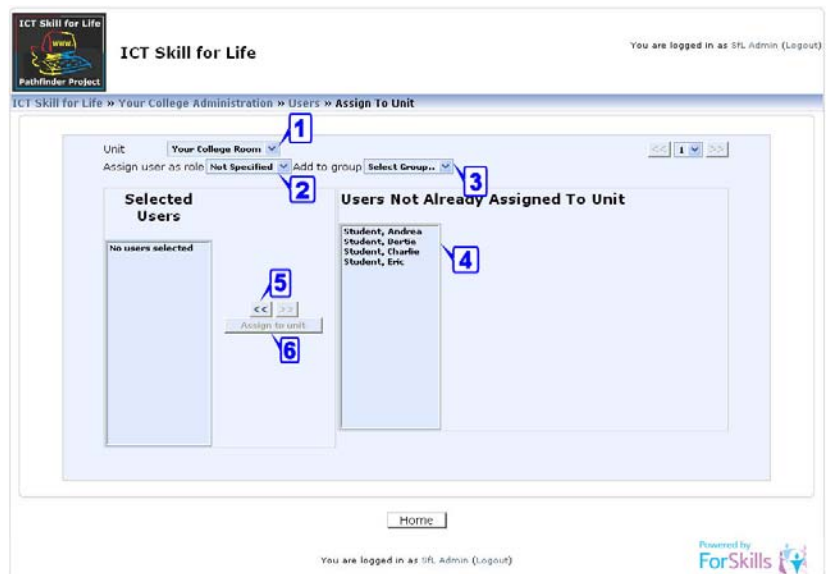 ICT Skill for Life
www.
Pathfinder Project
ICT Skill for Life
You are logged in as SfL Admin (Logout)
ICT Skill for Life » Your College Administration » Users » Assign To Unit
1
Unit Your College Room
<< 1 >>
Assign user as role Not Specified Add to group Select Group..
2
3
Selected Users
Users Not Already Assigned To Unit
No users selected
Student, Andrea
Student, Bertie
Student, Charlie
Student, Eric
4
5
<< >>
Assign to unit
6
Home
You are logged in as SfL Admin (Logout)
Powered by
ForSkills